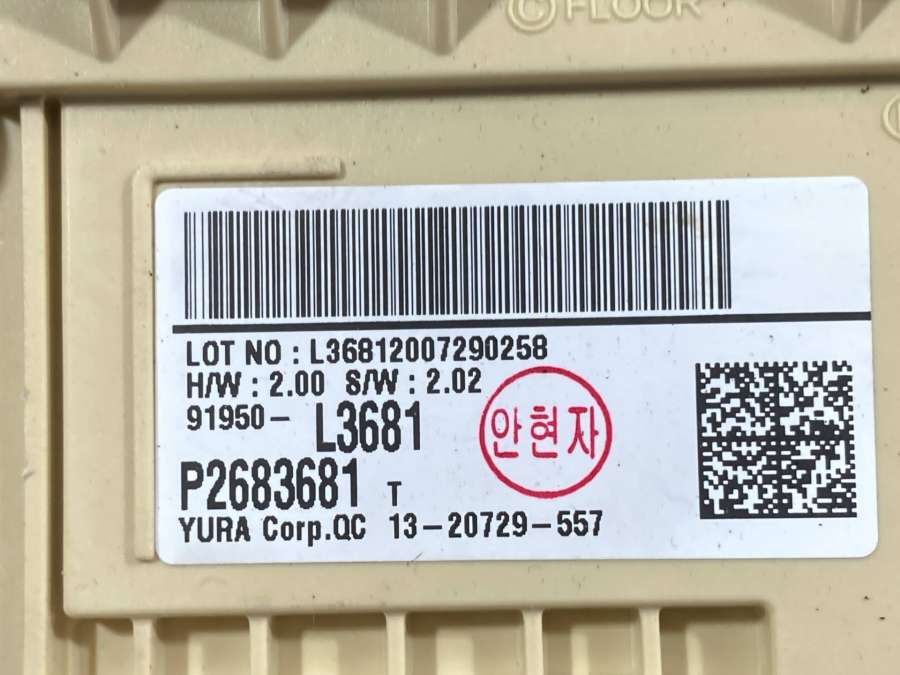 © FLOOR
LOT NO : L36812007290258
H/W : 2.00 S/W : 2.02
91950- L3681
안현자
P2683681 T
YURA Corp.QC 13-20729-557